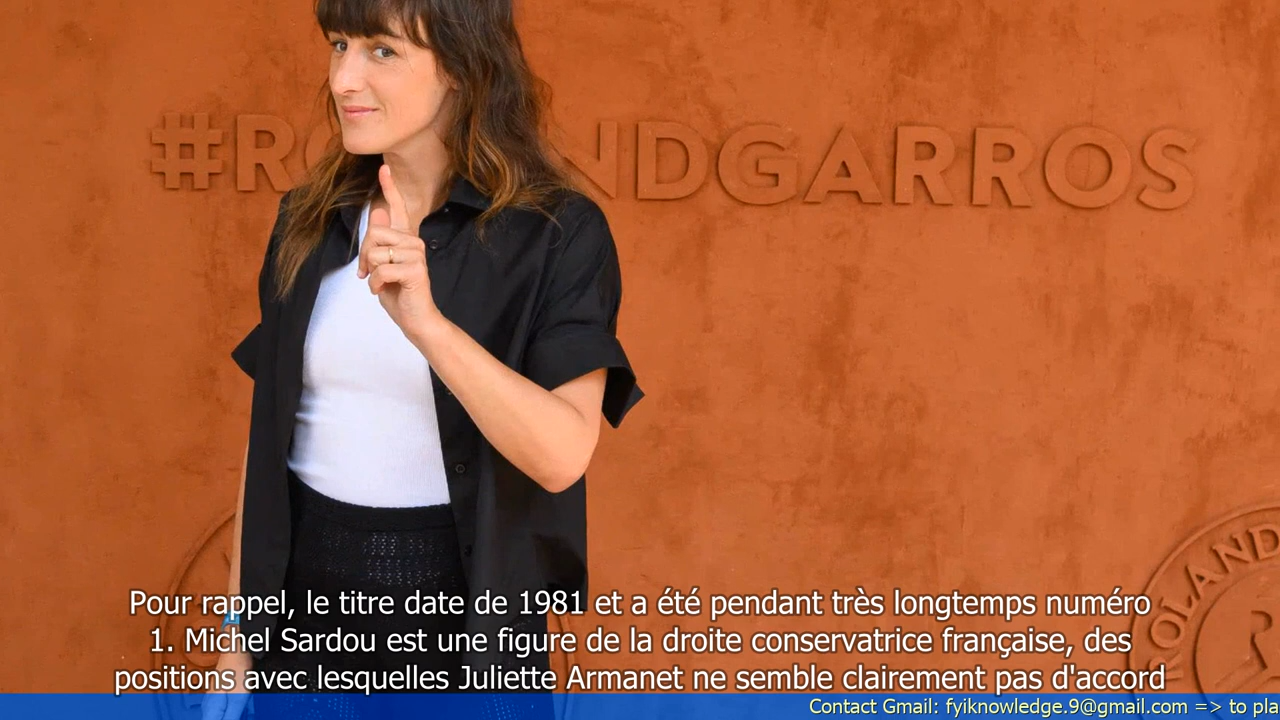 #R
NDGARROS
OLAND
R
Pour rappel, le titre date de 1981 et a été pendant très longtemps numéro
1. Michel Sardou est une figure de la droite conservatrice française, des
positions avec lesquelles Juliette Armanet ne semble clairement pas d'accord
Contact Gmail: fyiknowledge.9@gmail.com => to pla